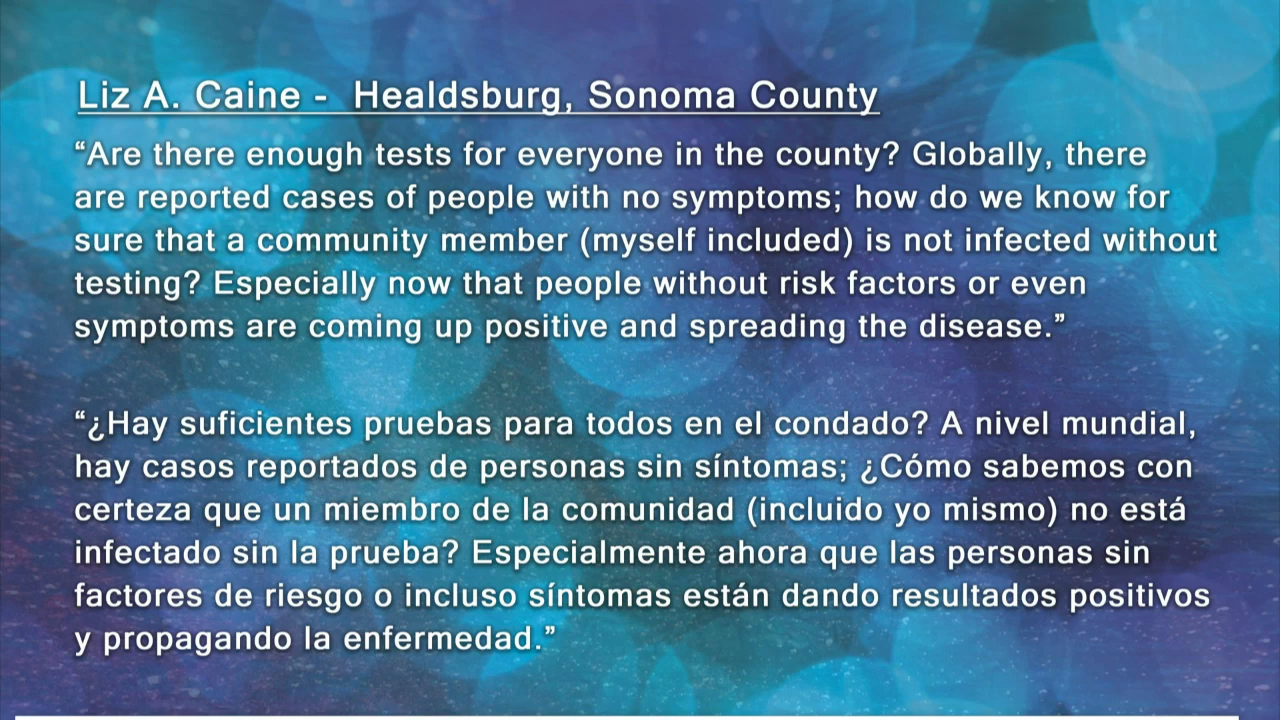 Liz A. Caine -  Healdsburg, Sonoma County
“Are there enough tests for everyone in the county? Globally, there
are reported cases of people with no symptoms; how do we know for
sure that a community member (myself included) is not infected without
testing? Especially now that people without risk factors or even
symptoms are coming up positive and spreading the disease.”
“¿Hay suficientes pruebas para todos en el condado? A nivel mundial,
hay casos reportados de personas sin síntomas; ¿Cómo sabemos con
certeza que un miembro de la comunidad (incluido yo mismo) no está
infectado sin la prueba? Especialmente ahora que las personas sin
factores de riesgo o incluso síntomas están dando resultados positivos
y propagando la enfermedad.”